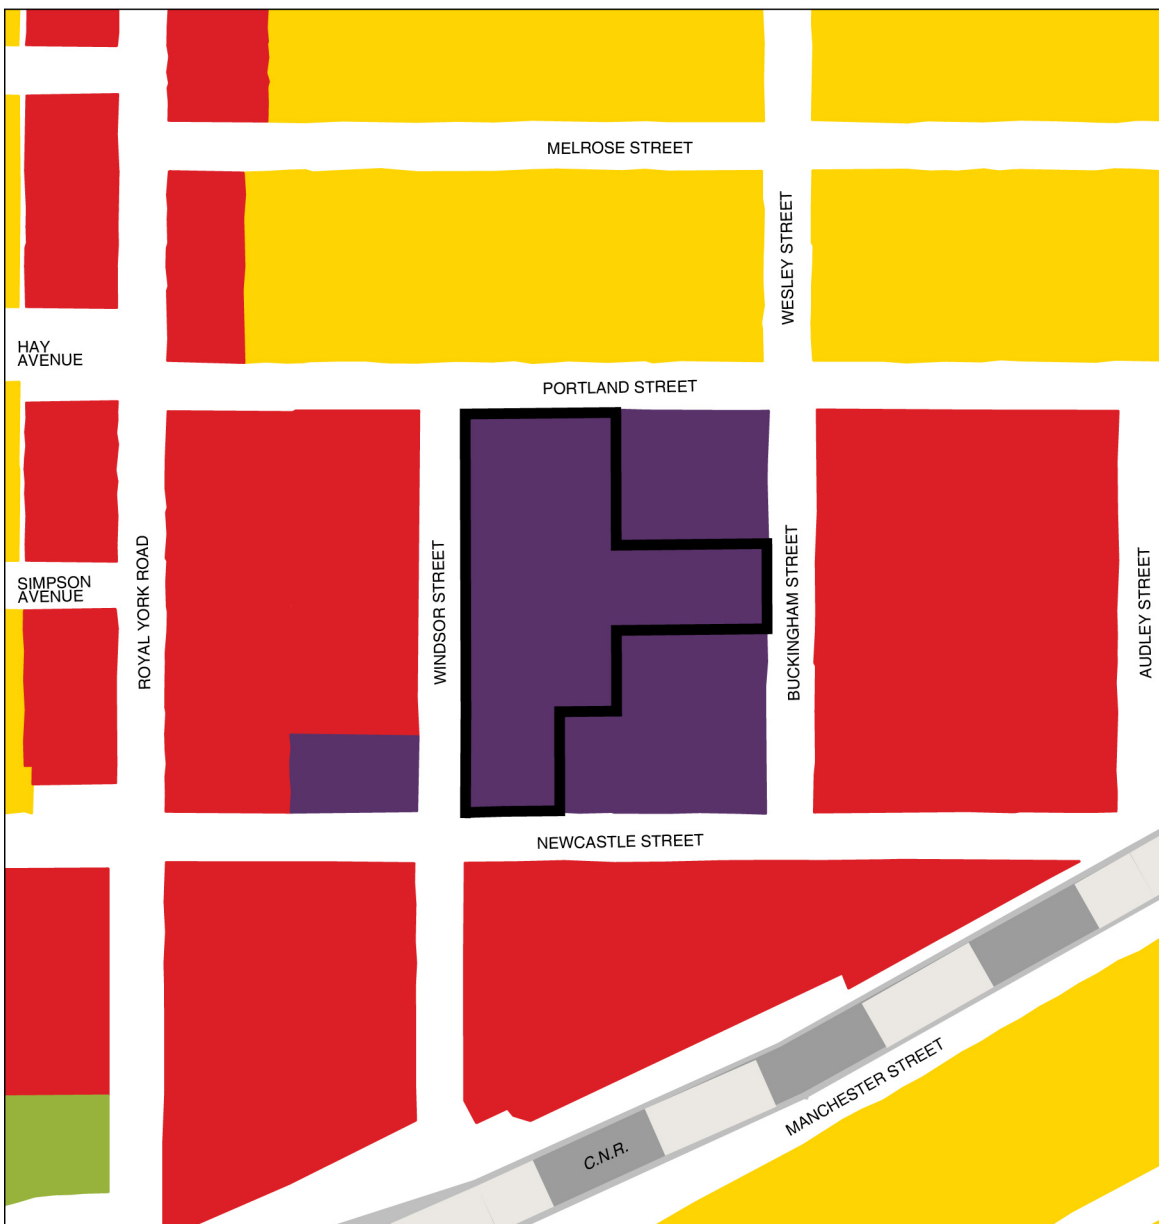 MELROSE STREET
WESLEY STREET
HAY
AVENUE
PORTLAND STREET
SIMPSON
AVENUE
ROYAL YORK ROAD
WINDSOR STREET
BUCKINGHAM STREET
AUDLEY STREET
NEWCASTLE STREET
MANCHESTER STREET
C.N.R.